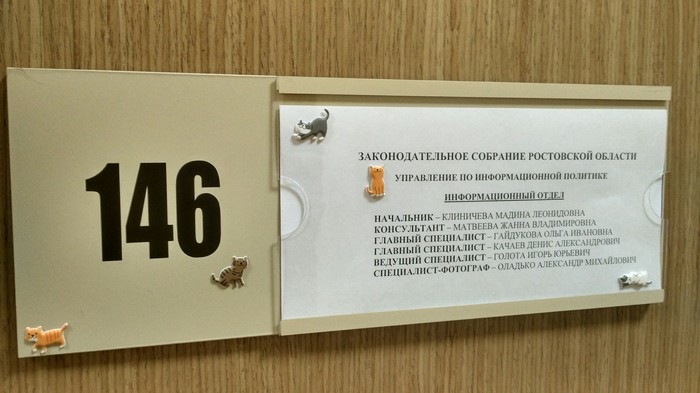 146
ЗАКОНОДАТЕЛЬНОЕ СОБРАНИЕ РОСТОВСКОЙ ОБЛАСТИ
УПРАВЛЕНИЕ ПО ИНФОРМАЦИОННОЙ ПОЛИТИКЕ
ИНФОРМАЦИОННЫЙ ОТДЕЛ
НАЧАЛЬНИК – КЛИНИЧЕВА МАДИНА ЛЕОНИДОВНА
КОНСУЛЬТАНТ – МАТВЕЕВА ЖАННА ВЛАДИМИРОВНА
ГЛАВНЫЙ СПЕЦИАЛИСТ – ГАЙДУКОВА ОЛЬГА ИВАНОВНА
ГЛАВНЫЙ СПЕЦИАЛИСТ – КАЧАЕВ ДЕНИС АЛЕКСАНДРОВИЧ
ВЕДУЩИЙ СПЕЦИАЛИСТ – ГОЛОТА ИГОРЬ ЮРЬЕВИЧ
СПЕЦИАЛИСТ-ФОТОГРАФ – ОЛАДЬКО АЛЕКСАНДР МИХАЙЛОВИЧ